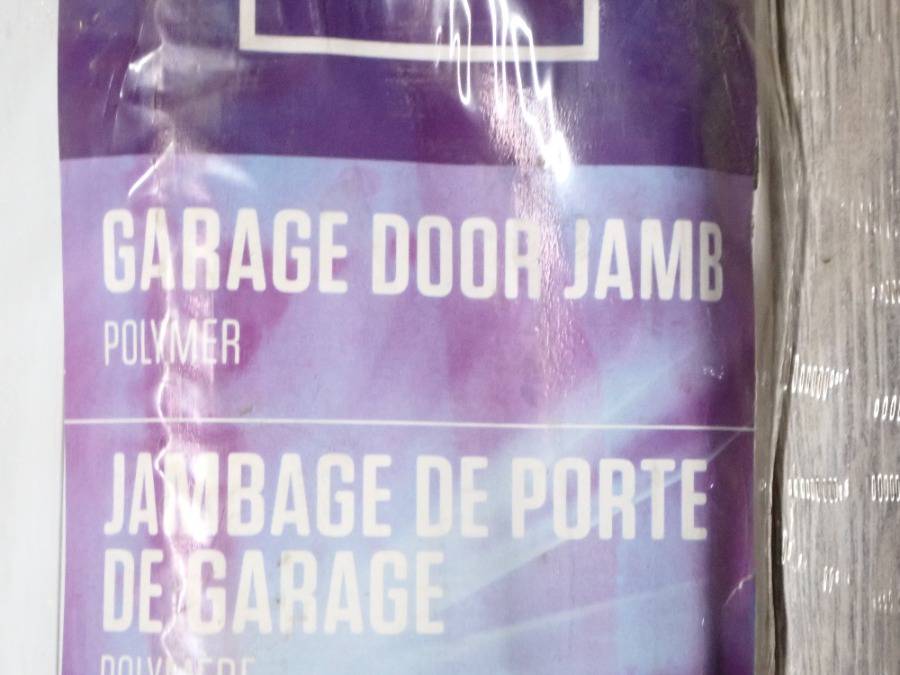 GARAGE DOOR JAMB
POLYMER
JAMBAGE DE PORTE
DE GARAGE